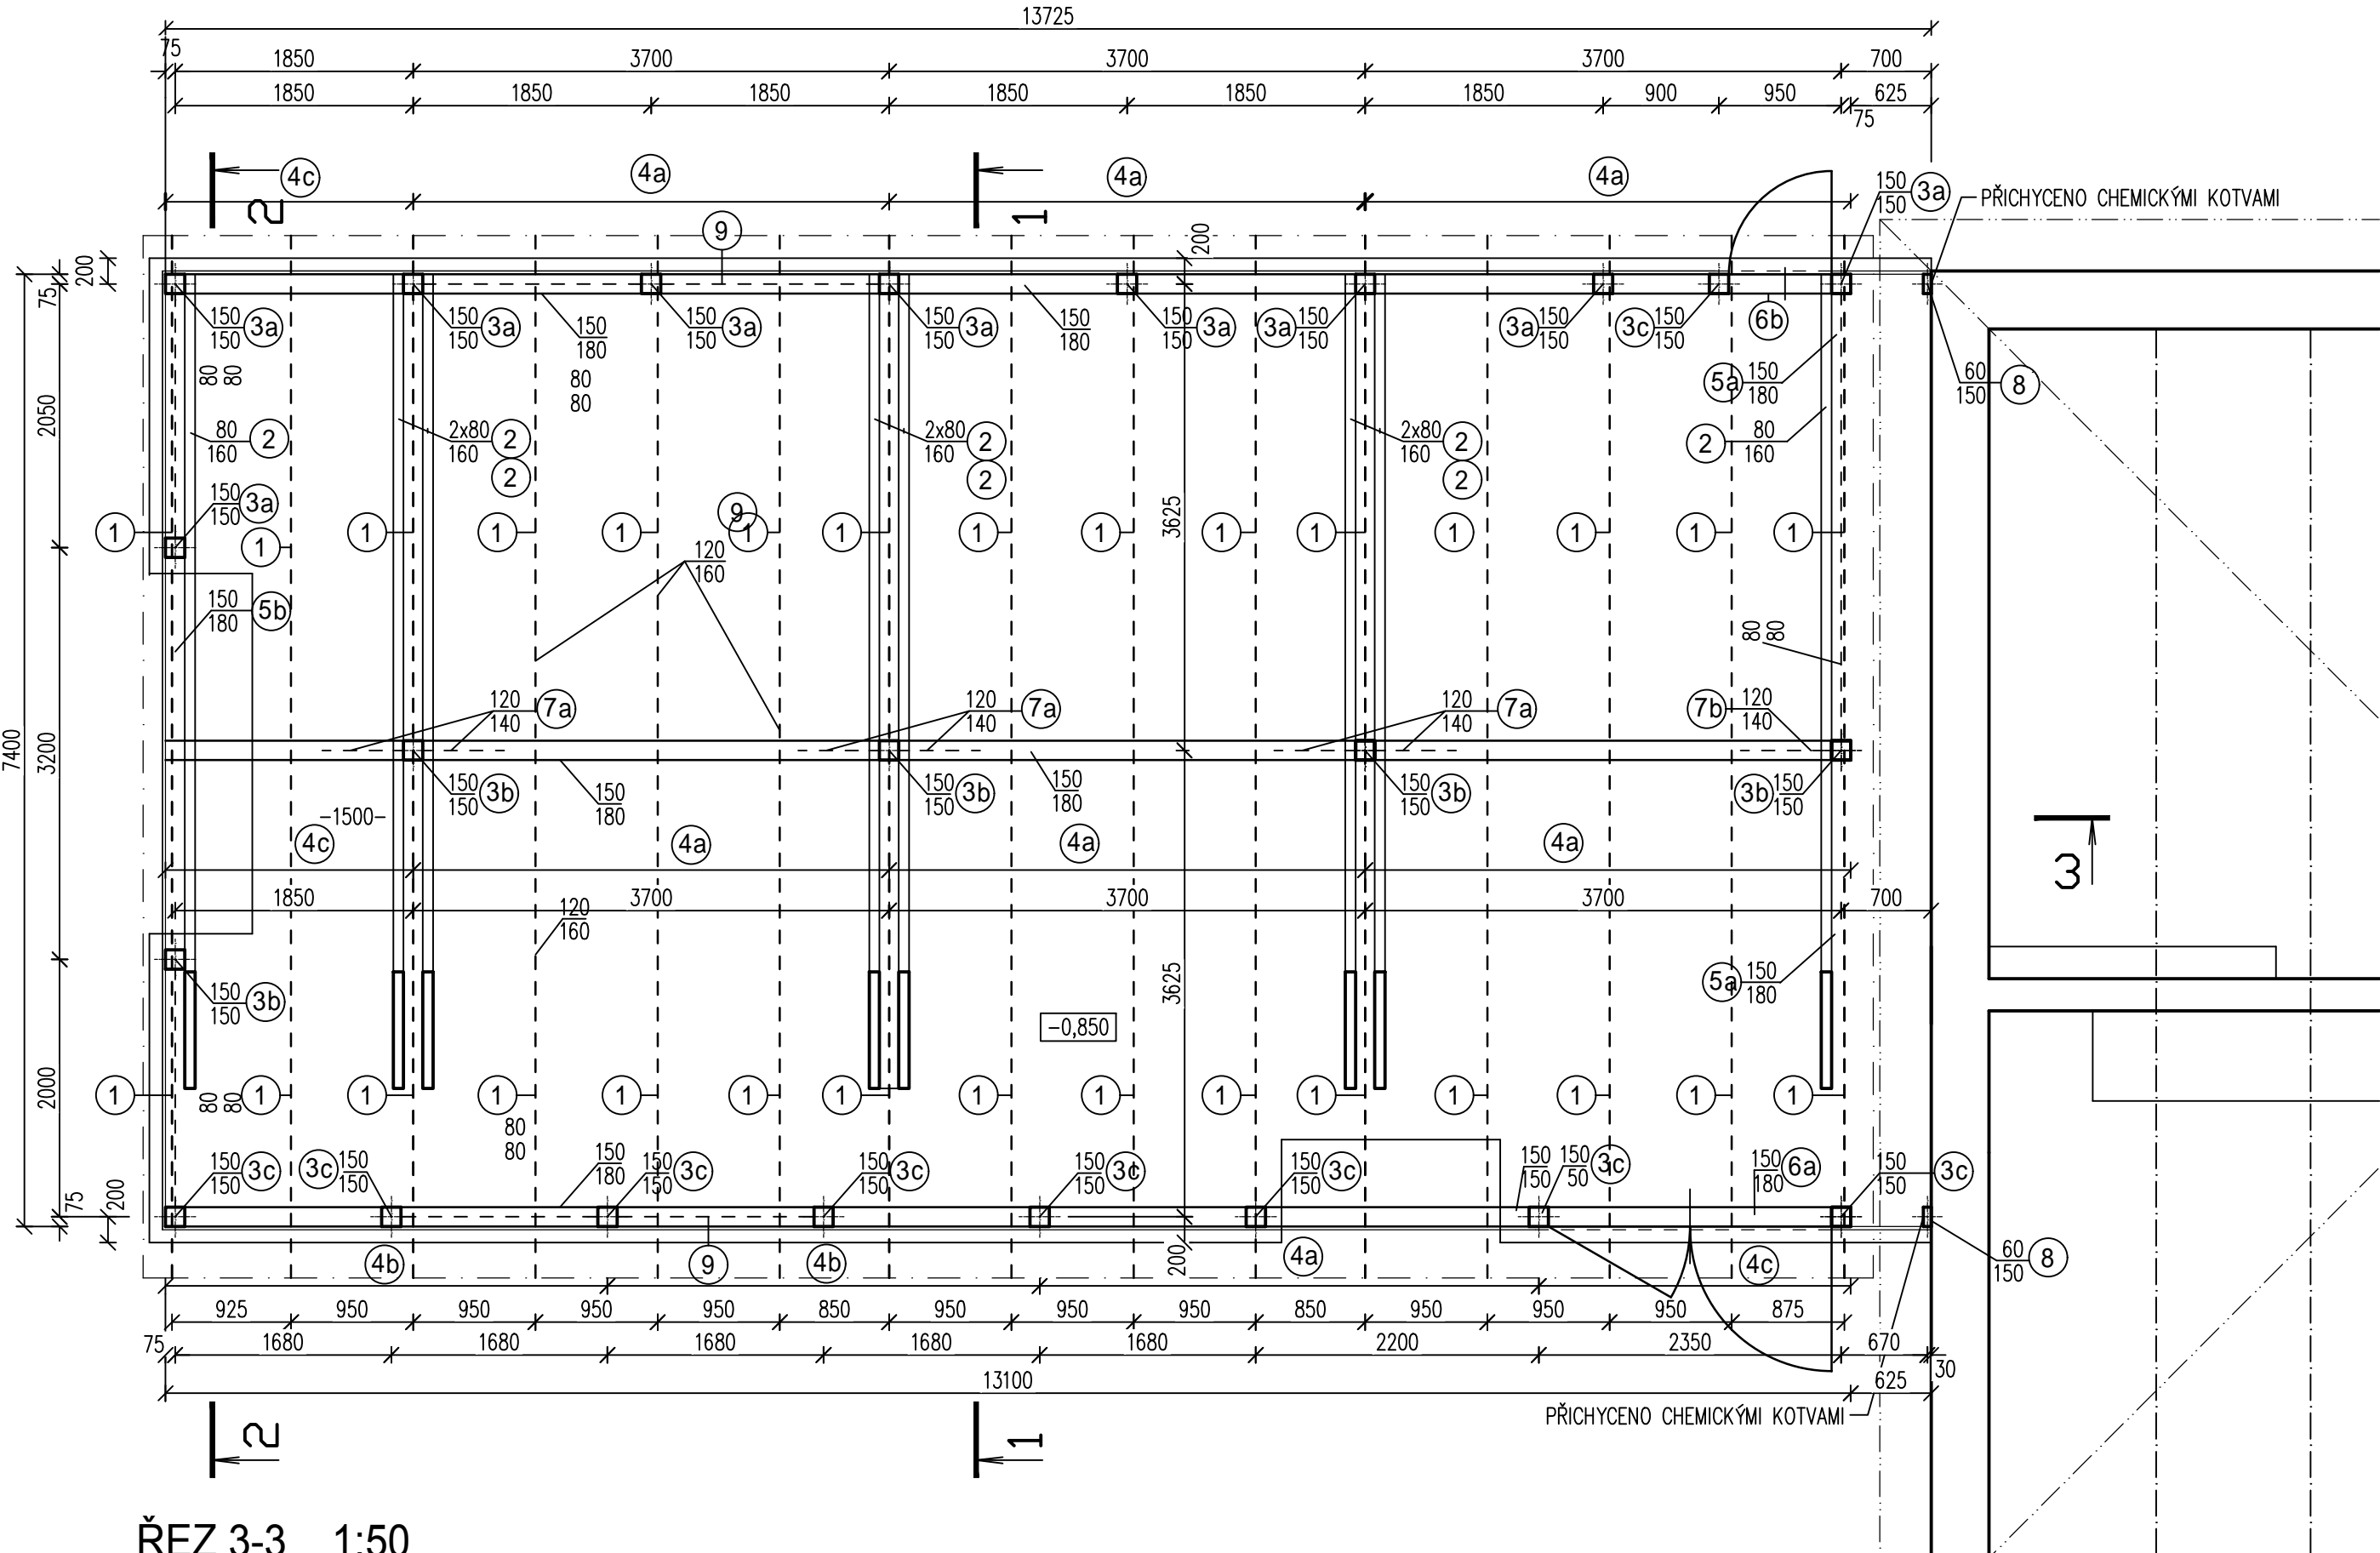 13725
75 1850 3700 3700 3700 700
1850 1850 1850 1850 1850 1850 900 950 625
75
4c 4a 4a 4a
150
150 3a
PŘICHYCENO CHEMICKÝMI KOTVAMI
2 1
9
200 200
75
150
150 3a
150
180
150
150 3a
150
150 3a
150
150 3a
150
180
150
150 3a
3a 150
150
3a 150
150
3c 150
150
6b
80
80
80
80
5a 150
180
60
150 8
2050
80
160 2
2x80
160 2
2
2x80
160 2
2
2x80
160 2
2
2 80
160
150
150 3a
9
3625
1 1 1 1 1 1 1 1 1 1 1 1 1 1 1
120
160
150
180 5b
80
80
7400
3200
120
140 7a
120
140 7a
120
140 7a
7b 120
140
150
150 3b
150
180
150
150 3b
150
180
150
150 3b
3b 150
150
-1500-
4c 4a 4a 4a
3
1850 3700 3700 3700 700
120
160
3625
5a 150
180
150
150 3b
-0,850
2000
1 1 1 1 1 1 1 1 1 1 1 1 1 1 1
80
80
80
80
75
200
150
150 3c
3c 150
150
150
180
150
150 3c
150
150 3c
150
150 3c
150
150 3c
150
150
150
50 3c
150
180 6a
150
150 3c
4b 9 4b 200 4a 4c
60
150 8
925 950 950 950 950 850 950 950 950 850 950 950 950 875
75 1680 1680 1680 1680 1680 2200 2350 670
30
13100 625
PŘICHYCENO CHEMICKÝMI KOTVAMI
2 1
ŘEZ 3-3 1:50